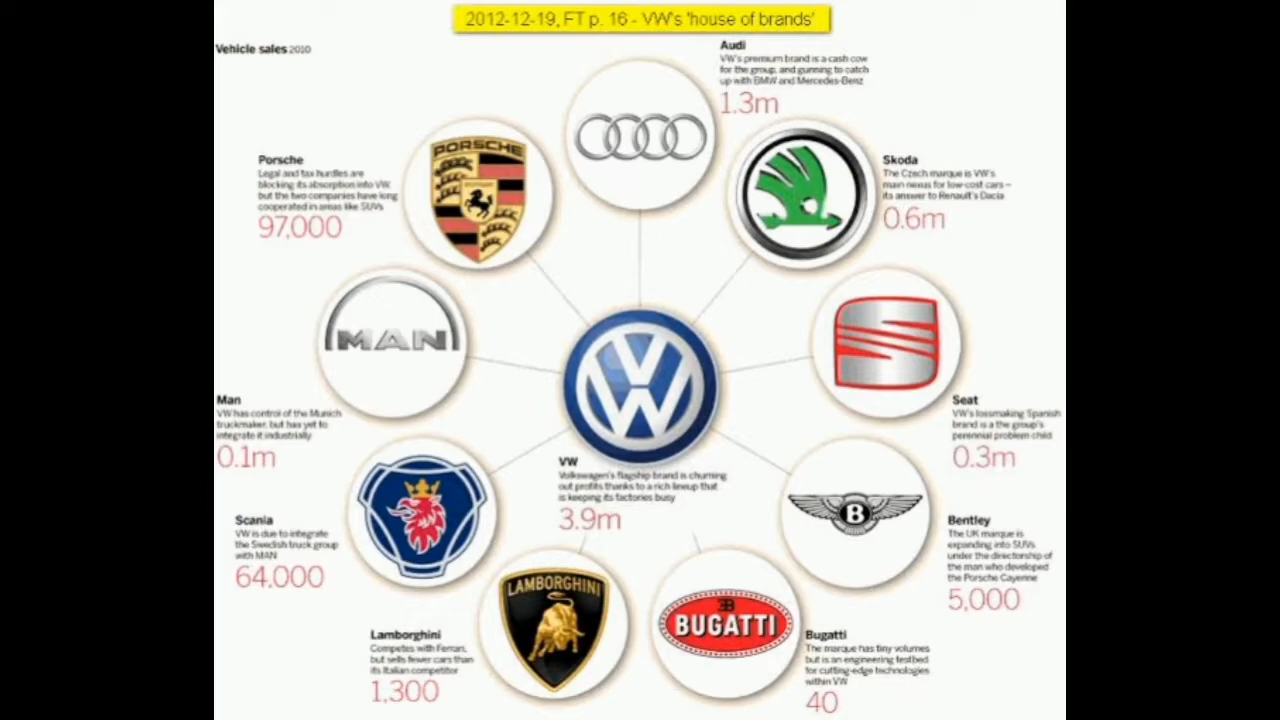 2012-12-19, FT p. 16 - VW's 'house of brands'
Vehicle sales 2010
Audi
VW's premium brand is a cash cow
for the group, and gunning to catch
up with BMW and Mercedes-Benz
1.3m
Skoda
The Czech marque is VW's
main nexus for low-cost cars –
its answer to Renault's Dacia
0.6m
Seat
VW's lossmaking Spanish
brand is a the group's
perennial problem child
0.3m
Bentley
The UK marque is
expanding into SUVs
under the directorship of
the man who developed
the Porsche Cayenne
5,000
B
Bugatti
The marque has tiny volumes
but is an engineering testbed
for cutting-edge technologies
within VW
40
BUGATTI
Lamborghini
Competes with Ferrari,
but sells fewer cars than
its Italian competitor
1,300
LAMBORGHINI
Scania
VW is due to integrate
the Swedish truck group
with MAN
64,000
Man
VW has control of the Munich
truckmaker, but has yet to
integrate it industrially
0.1m
MAN
Porsche
Legal and tax hurdles are
blocking its absorption into VW
but the two companies have long
cooperated in areas like SUVs
97,000
PORSCHE
VW
VW
Volkswagen's flagship brand is churning
out profits thanks to a rich lineup that
is keeping its factories busy
3.9m